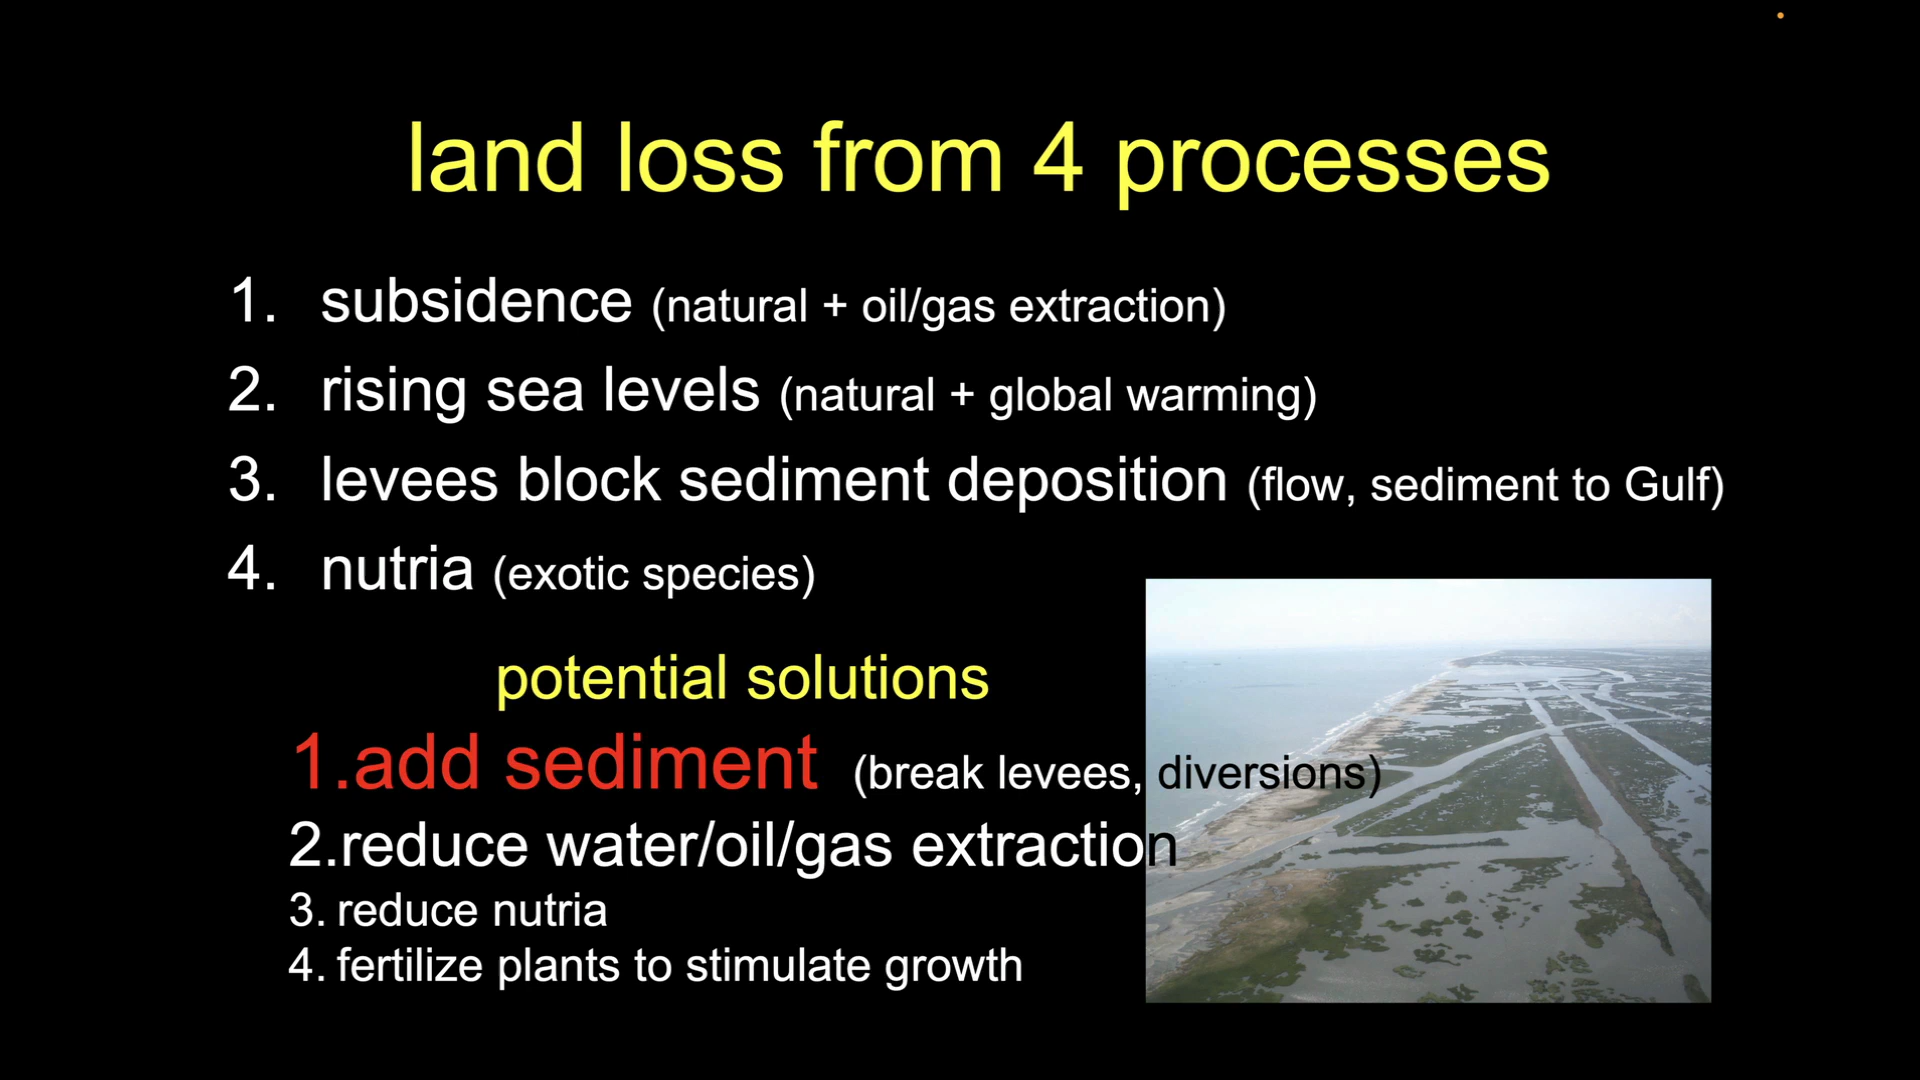 land loss from 4 processes
1. subsidence (natural + oil/gas extraction)
2. rising sea levels (natural + global warming)
3. levees block sediment deposition (flow, sediment to Gulf)
4. nutria (exotic species)
potential solutions
1.add sediment (break levees, diversions)
2.reduce water/oil/gas extraction
3. reduce nutria
4. fertilize plants to stimulate growth